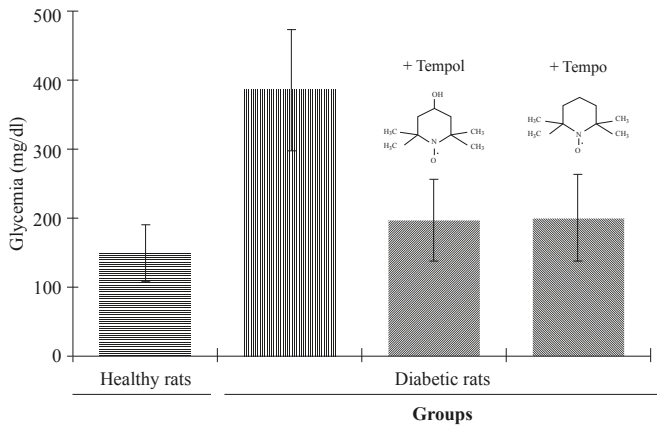 500
400
300
200
100
0
Glycemia (mg/dl)
+ Tempol
OH
H₃C
CH₃
H₃C
N
CH₃
O
+ Tempo
H₃C
CH₃
H₃C
N
CH₃
O
Healthy rats
Diabetic rats
Groups